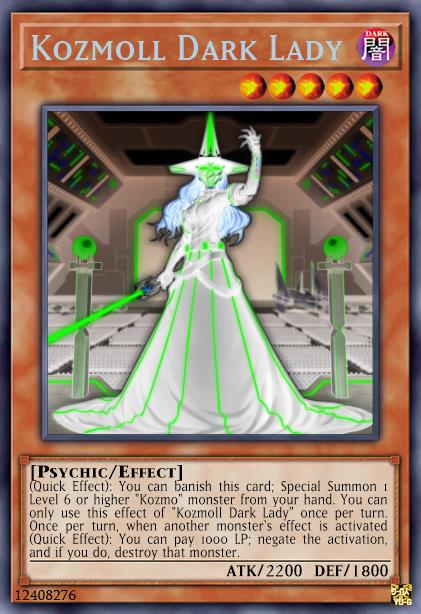 Kozmoll Dark Lady
DARK
闇
[Psychic/Effect]
(Quick Effect): You can banish this card; Special Summon 1
Level 6 or higher "Kozmo" monster from your hand. You can
only use this effect of "Kozmoll Dark Lady" once per turn.
Once per turn, when another monster's effect is activated
(Quick Effect): You can pay 1000 LP; negate the activation,
and if you do, destroy that monster.
ATK/2200 DEF/1800
12408276